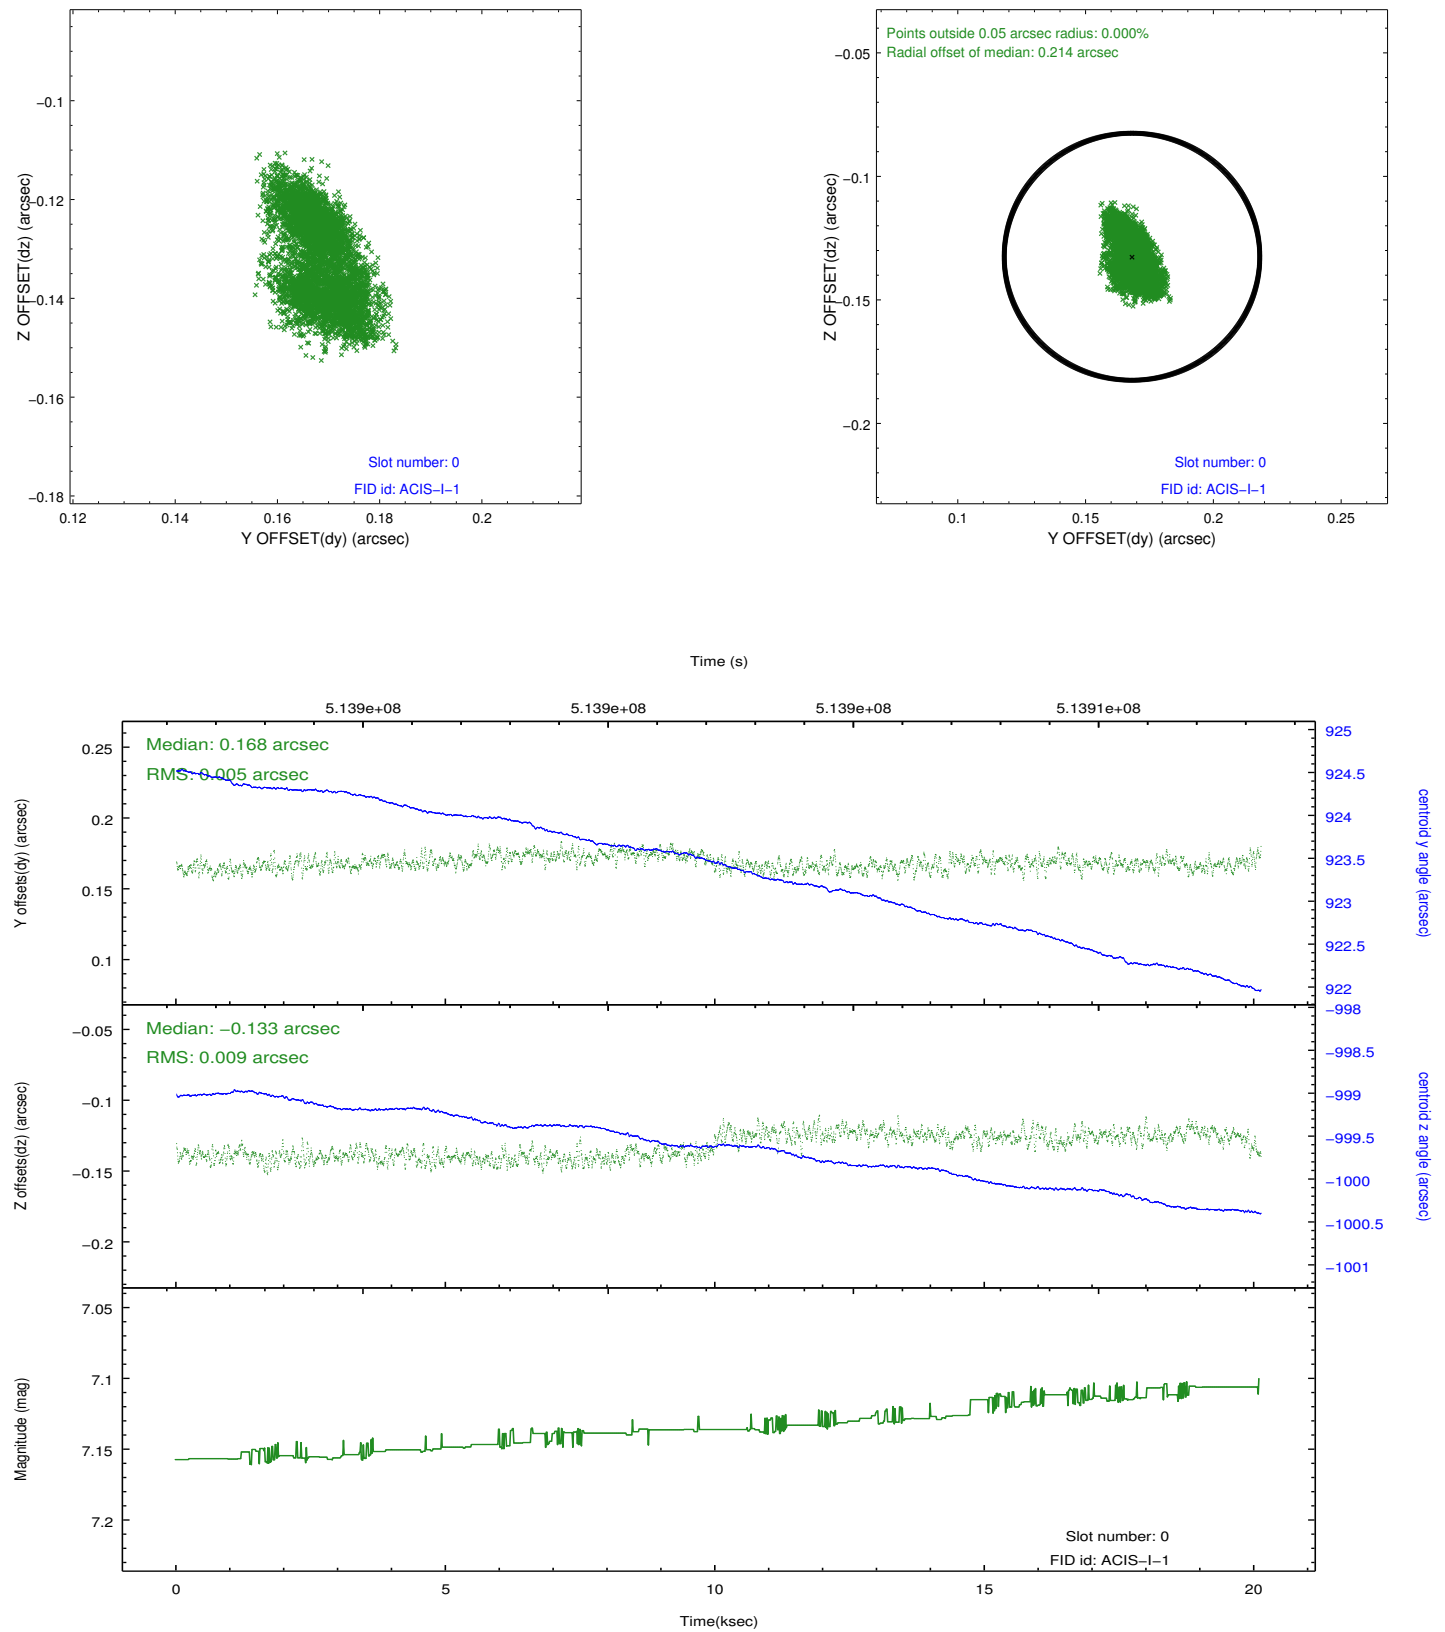 −0.1
−0.12
−0.14
−0.16
−0.18
Z OFFSET(dz) (arcsec)
Slot number: 0
FID id: ACIS−I−1
0.12
0.14
0.16
0.18
0.2
Y OFFSET(dy) (arcsec)
Points outside 0.05 arcsec radius: 0.000%
Radial offset of median: 0.214 arcsec
−0.05
−0.1
−0.15
−0.2
Z OFFSET(dz) (arcsec)
Slot number: 0
FID id: ACIS−I−1
0.1
0.15
0.2
0.25
Y OFFSET(dy) (arcsec)
Time (s)
5.139e+08
5.139e+08
5.139e+08
5.1391e+08
Median: 0.168 arcsec
RMS: 0.005 arcsec
0.25
0.2
0.15
0.1
Y offsets(dy) (arcsec)
925
924.5
924
923.5
923
922.5
922
centroid y angle (arcsec)
Median: −0.133 arcsec
RMS: 0.009 arcsec
−0.05
−0.1
−0.15
−0.2
Z offsets(dz) (arcsec)
−998
−998.5
−999
−999.5
−1000
−1000.5
−1001
centroid z angle (arcsec)
7.05
7.1
7.15
7.2
Magnitude (mag)
Slot number: 0
FID id: ACIS−I−1
0
5
10
15
20
Time(ksec)